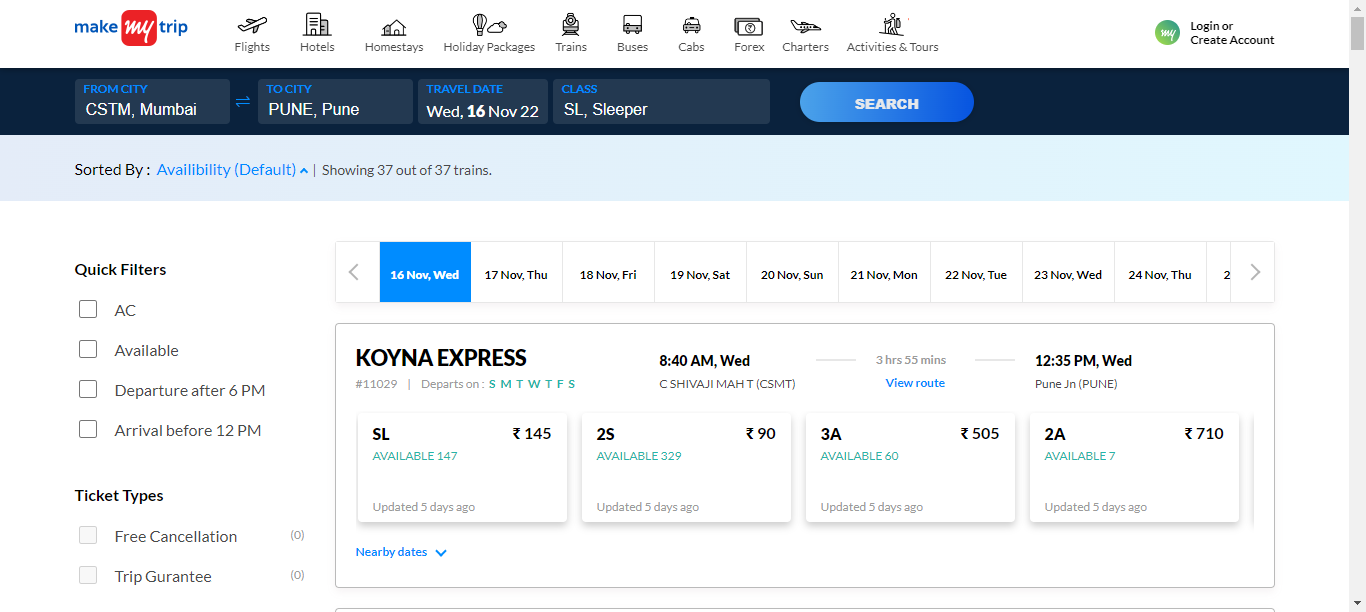 make my trip
Flights
Hotels
Homestays
Holiday Packages
Trains
Buses
Cabs
Forex
Charters
Activities & Tours
my
Login or
Create Account
FROM CITY
CSTM, Mumbai
TO CITY
PUNE, Pune
TRAVEL DATE
Wed, 16 Nov 22
CLASS
SL, Sleeper
SEARCH
Sorted By : Availibility (Default) | Showing 37 out of 37 trains.
Quick Filters
AC
Available
Departure after 6 PM
Arrival before 12 PM
Ticket Types
Free Cancellation (0)
Trip Gurantee (0)
16 Nov, Wed
17 Nov, Thu
18 Nov, Fri
19 Nov, Sat
20 Nov, Sun
21 Nov, Mon
22 Nov, Tue
23 Nov, Wed
24 Nov, Thu
2
KOYNA EXPRESS
#11029 | Departs on : S M T W T F S
8:40 AM, Wed
C SHIVAJI MAH T (CSMT)
3 hrs 55 mins
View route
12:35 PM, Wed
Pune Jn (PUNE)
SL ₹ 145
AVAILABLE 147
Updated 5 days ago
2S ₹ 90
AVAILABLE 329
Updated 5 days ago
3A ₹ 505
AVAILABLE 60
Updated 5 days ago
2A ₹ 710
AVAILABLE 7
Updated 5 days ago
Nearby dates